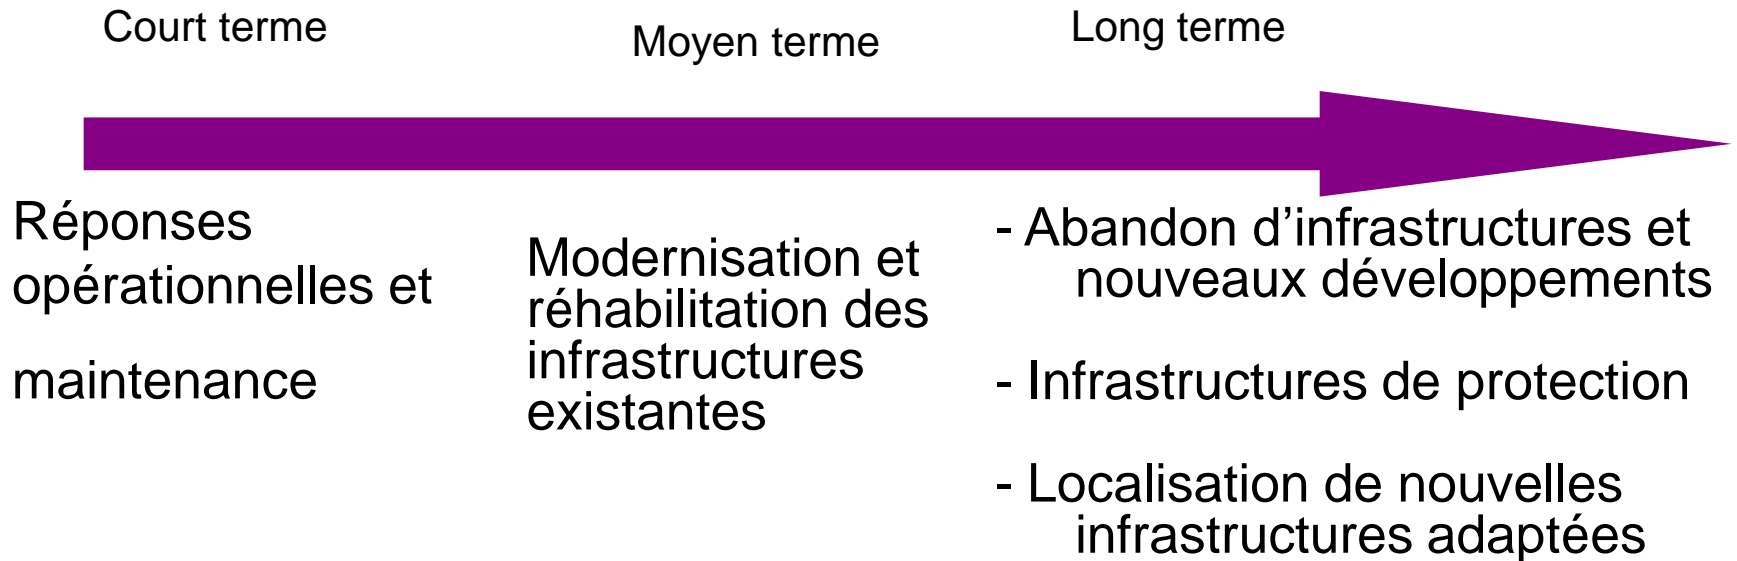 Court terme
Moyen terme
Long terme
Réponses
opérationnelles et
maintenance
Modernisation et
réhabilitation des
infrastructures
existantes
- Abandon d’infrastructures et
nouveaux développements
- Infrastructures de protection
- Localisation de nouvelles
infrastructures adaptées